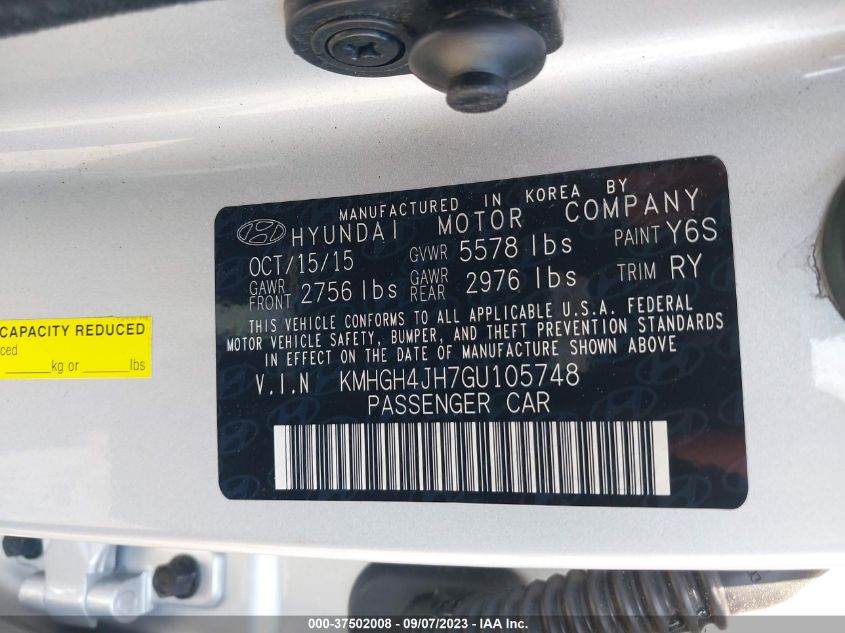 MANUFACTURED IN KOREA BY
HYUNDAI MOTOR COMPANY
OCT/15/15 GVWR 5578 lbs PAINT Y6S
GAWR FRONT 2756 lbs GAWR REAR 2976 lbs TRIM RY
THIS VEHICLE CONFORMS TO ALL APPLICABLE U.S.A. FEDERAL
MOTOR VEHICLE SAFETY, BUMPER, AND THEFT PREVENTION STANDARDS
IN EFFECT ON THE DATE OF MANUFACTURE SHOWN ABOVE
V.I.N KMHGH4JH7GU105748
PASSENGER CAR
CAPACITY REDUCED
ced
____kg or ____lbs
000-37502008 - 09/07/2023 - IAA Inc.